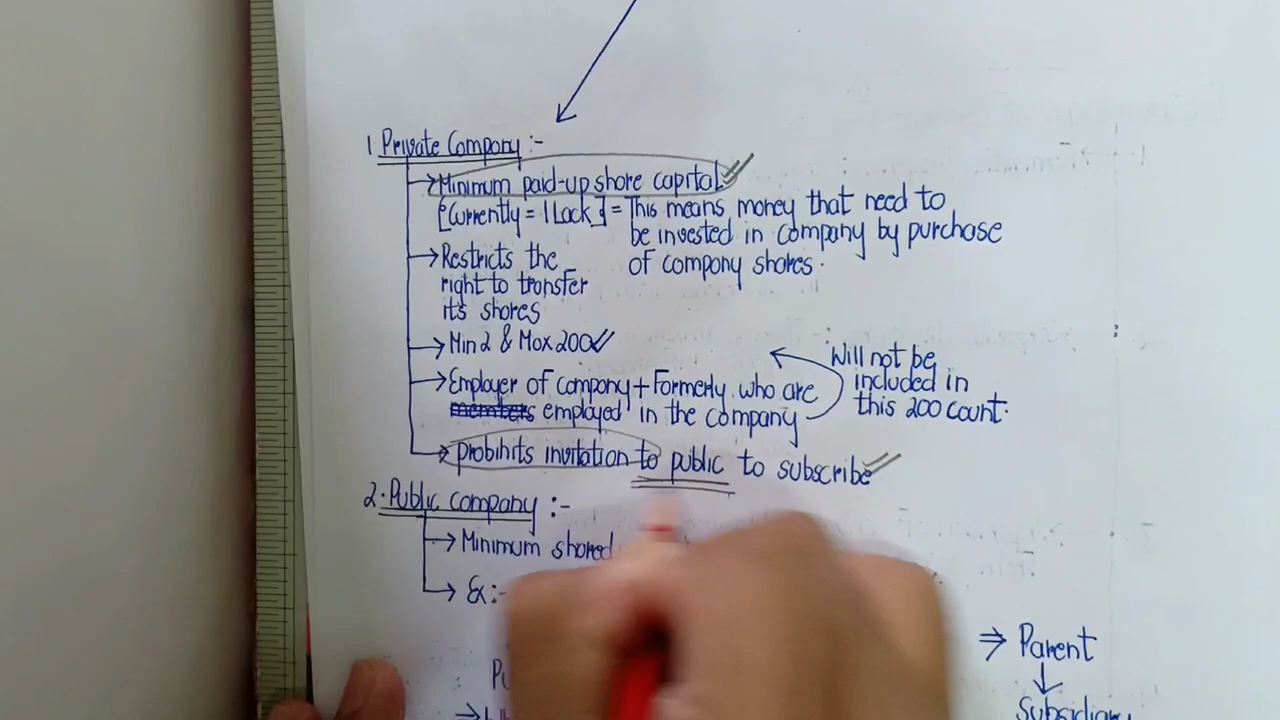 1 Private Company :-
Minimum paid-up shore capital
[Currently = 1 Lack] = This means money that need to
be invested in company by purchase
of company shares.
Restricts the
right to transfer
its shares
Min 2 & Max 200
Employer of company + Formerly who are
members employed in the company
Will not be
included in
this 200 count.
probihits invitation to public to subscribe
2. Public Company :-
Minimum shared
Ex:-
⇒ Parent
Subsidiary